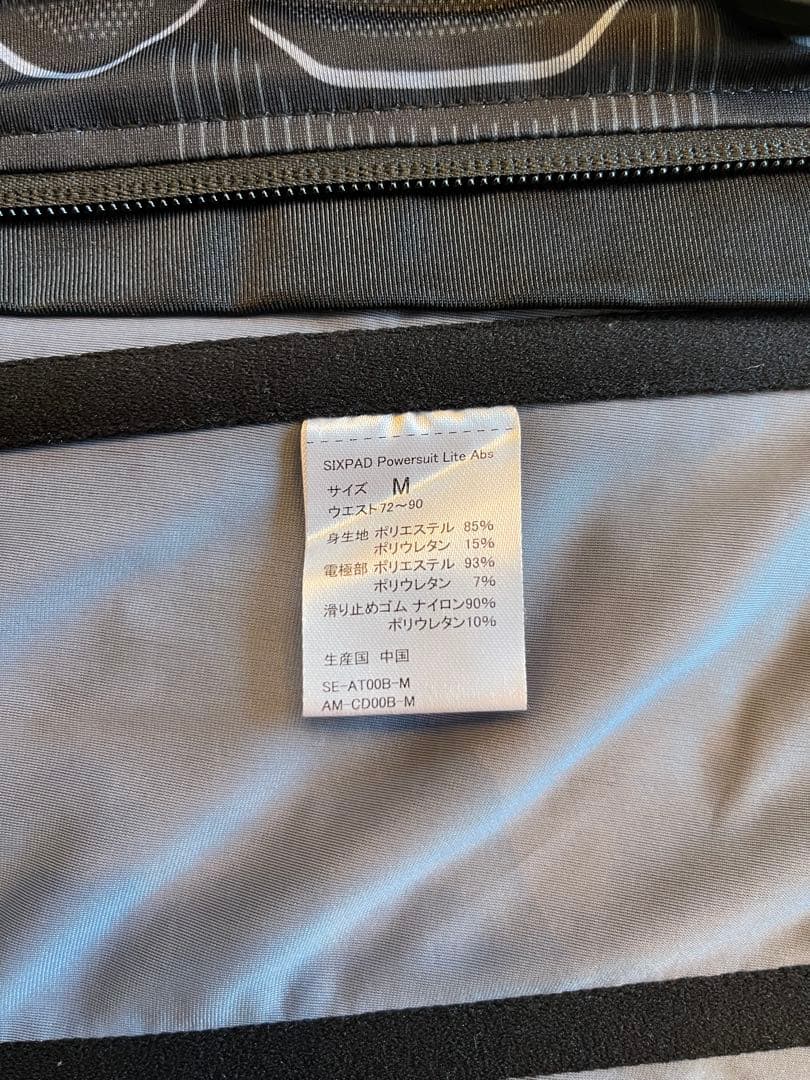 SIXPAD Powersuit Lite Abs
サイズ M
ウエスト72～90
身生地 ポリエステル 85%
ポリウレタン 15%
電極部 ポリエステル 93%
ポリウレタン 7%
滑り止めゴム ナイロン90%
ポリウレタン10%
生産国 中国
SE-AT00B-M
AM-CD00B-M